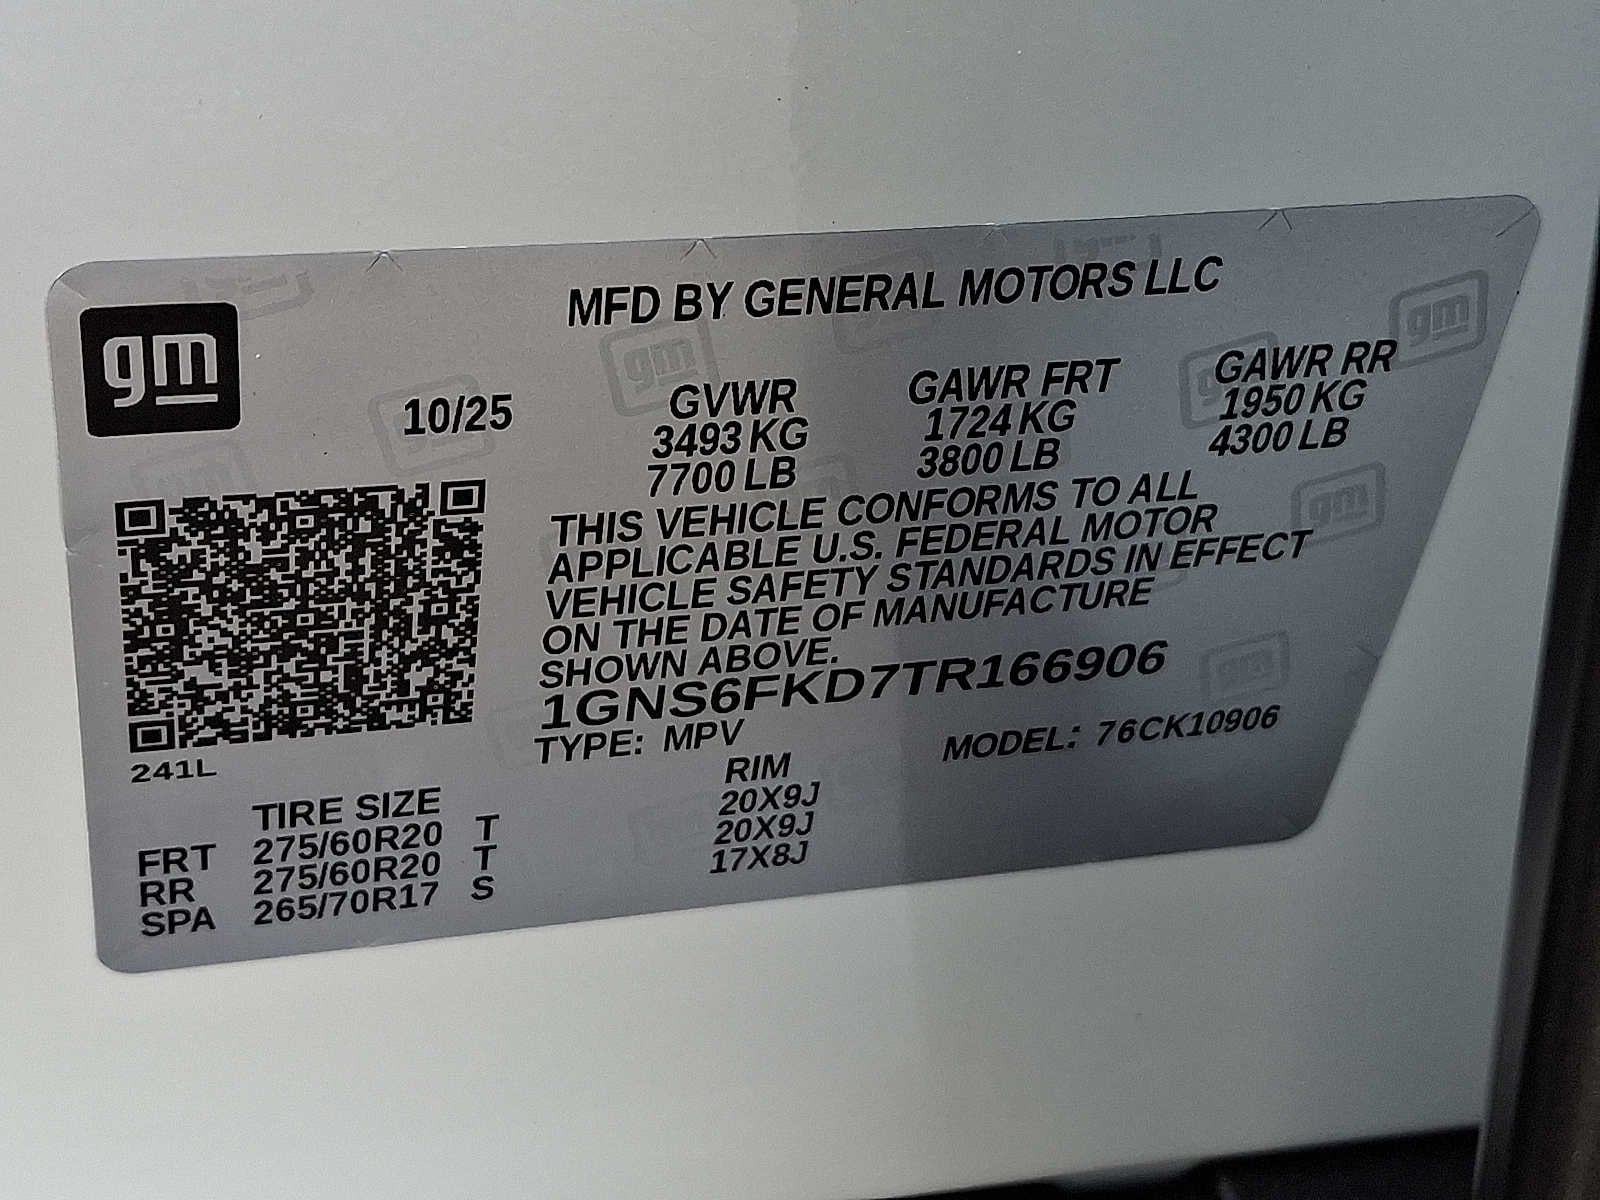 gm
MFD BY GENERAL MOTORS LLC
10/25 GVWR GAWR FRT GAWR RR
3493 KG 1724 KG 1950 KG
7700 LB 3800 LB 4300 LB
THIS VEHICLE CONFORMS TO ALL
APPLICABLE U.S. FEDERAL MOTOR
VEHICLE SAFETY STANDARDS IN EFFECT
ON THE DATE OF MANUFACTURE
SHOWN ABOVE.
1GNS6FKD7TR166906
TYPE: MPV MODEL: 76CK10906
241L
TIRE SIZE RIM
FRT 275/60R20 T 20X9J
RR 275/60R20 T 20X9J
SPA 265/70R17 S 17X8J